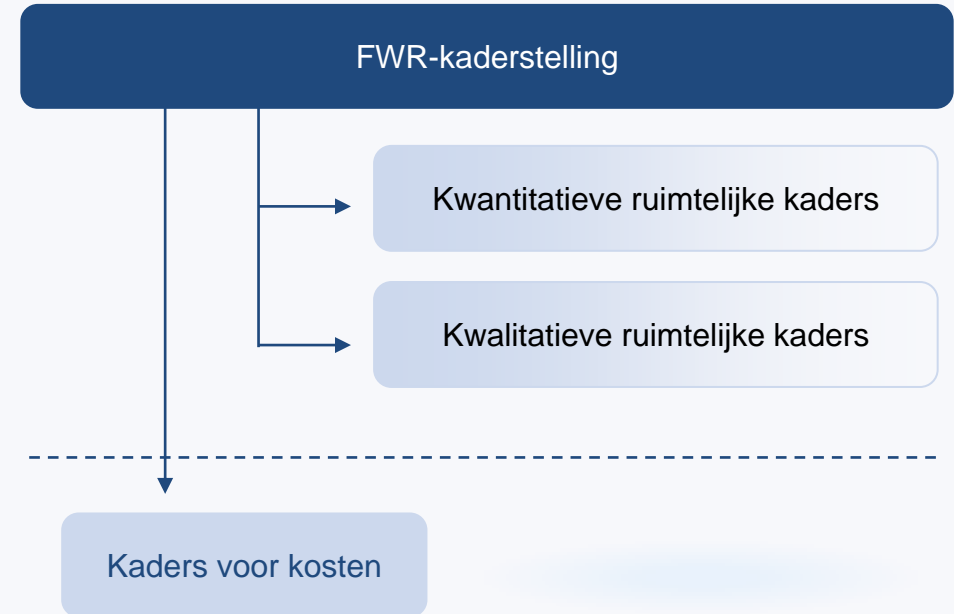 FWR-kaderstelling
Kwantitatieve ruimtelijke kaders
Kwalitatieve ruimtelijke kaders
Kaders voor kosten